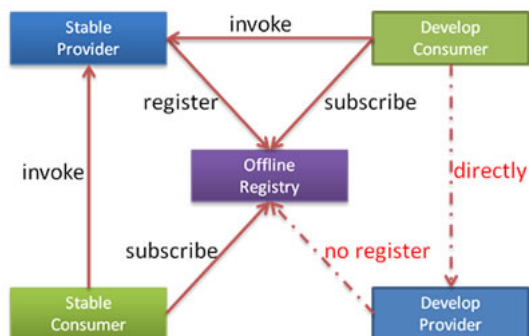 Stable
Provider
invoke
Develop
Consumer
register
subscribe
Offline
Registry
invoke
directly
subscribe
no register
Stable
Consumer
Develop
Provider